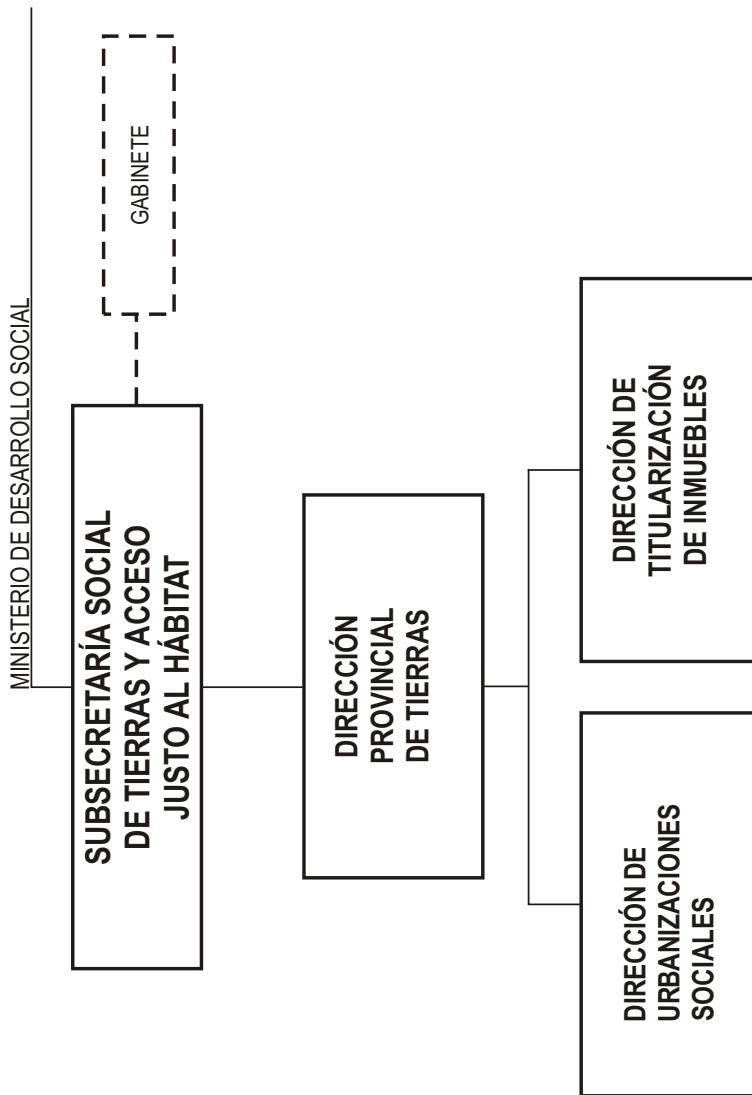 MINISTERIO DE DESARROLLO SOCIAL
GABINETE
SUBSECRETARÍA SOCIAL
DE TIERRAS Y ACCESO
JUSTO AL HÁBITAT
DIRECCIÓN
PROVINCIAL
DE TIERRAS
DIRECCIÓN DE
URBANIZACIONES
SOCIALES
DIRECCIÓN DE
TITULARIZACIÓN
DE INMUEBLES